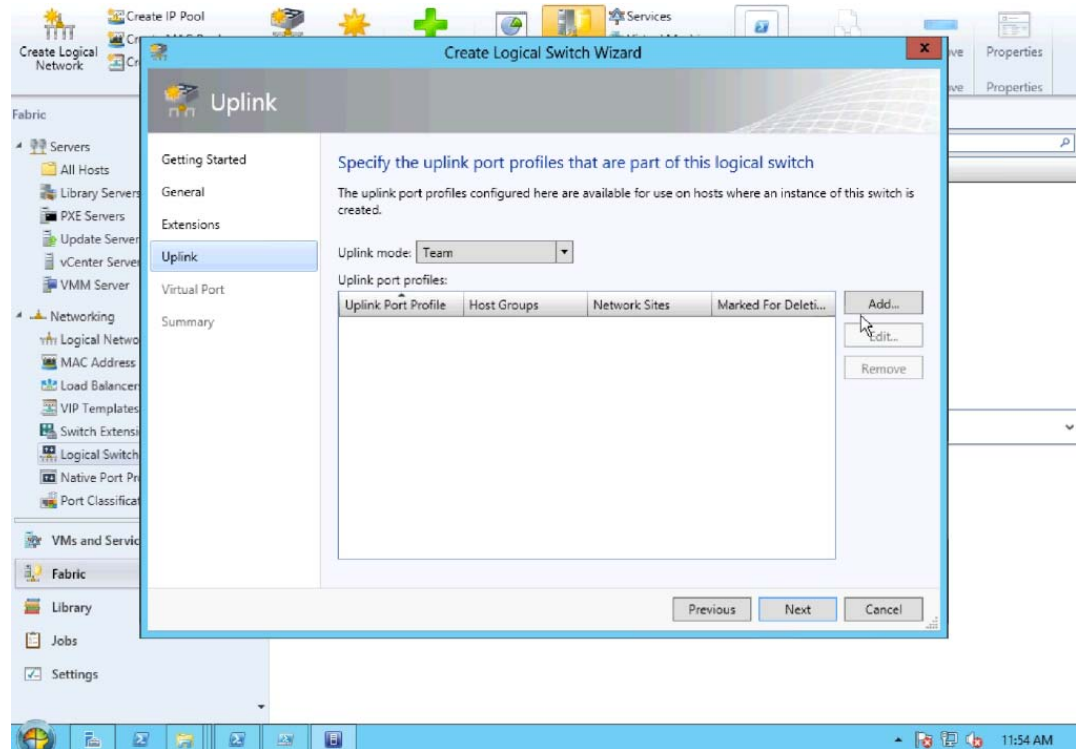 Create IP Pool
Create Logical
Network
Services
Properties
Properties
Create Logical Switch Wizard
x
Uplink
Fabric
Servers
All Hosts
Library Servers
PXE Servers
Update Server
vCenter Server
VMM Server
Networking
Logical Netwo
MAC Address
Load Balancer
VIP Templates
Switch Extensi
Logical Switch
Native Port Pr
Port Classificat
VMs and Servic
Fabric
Library
Jobs
Settings
Getting Started
General
Extensions
Uplink
Virtual Port
Summary
Specify the uplink port profiles that are part of this logical switch
The uplink port profiles configured here are available for use on hosts where an instance of this switch is
created.
Uplink mode: Team
Uplink port profiles:
Uplink Port Profile Host Groups Network Sites Marked For Deleti...
Add...
Edit...
Remove
Previous Next Cancel
11:54 AM